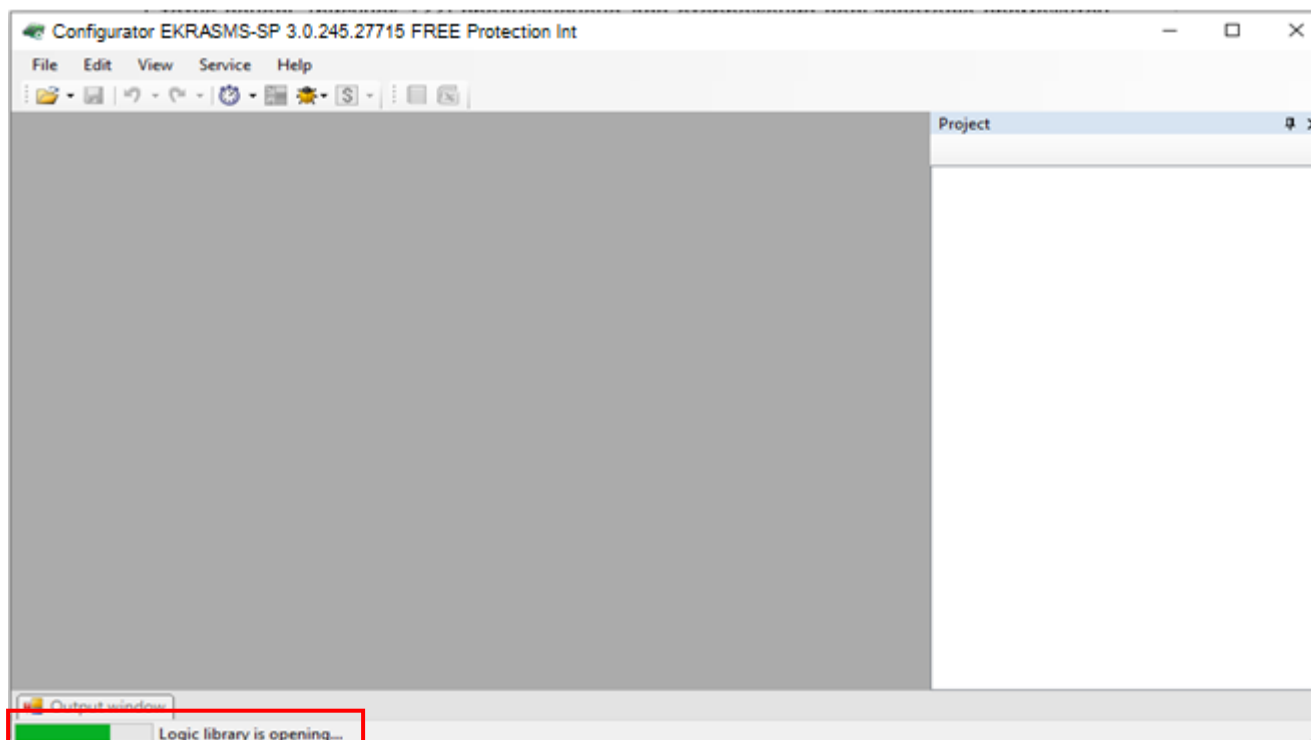 Configurator EKRASMS-SP 3.0.245.27715 FREE Protection Int
File Edit View Service Help
S
Project
Output window
Logic library is opening...